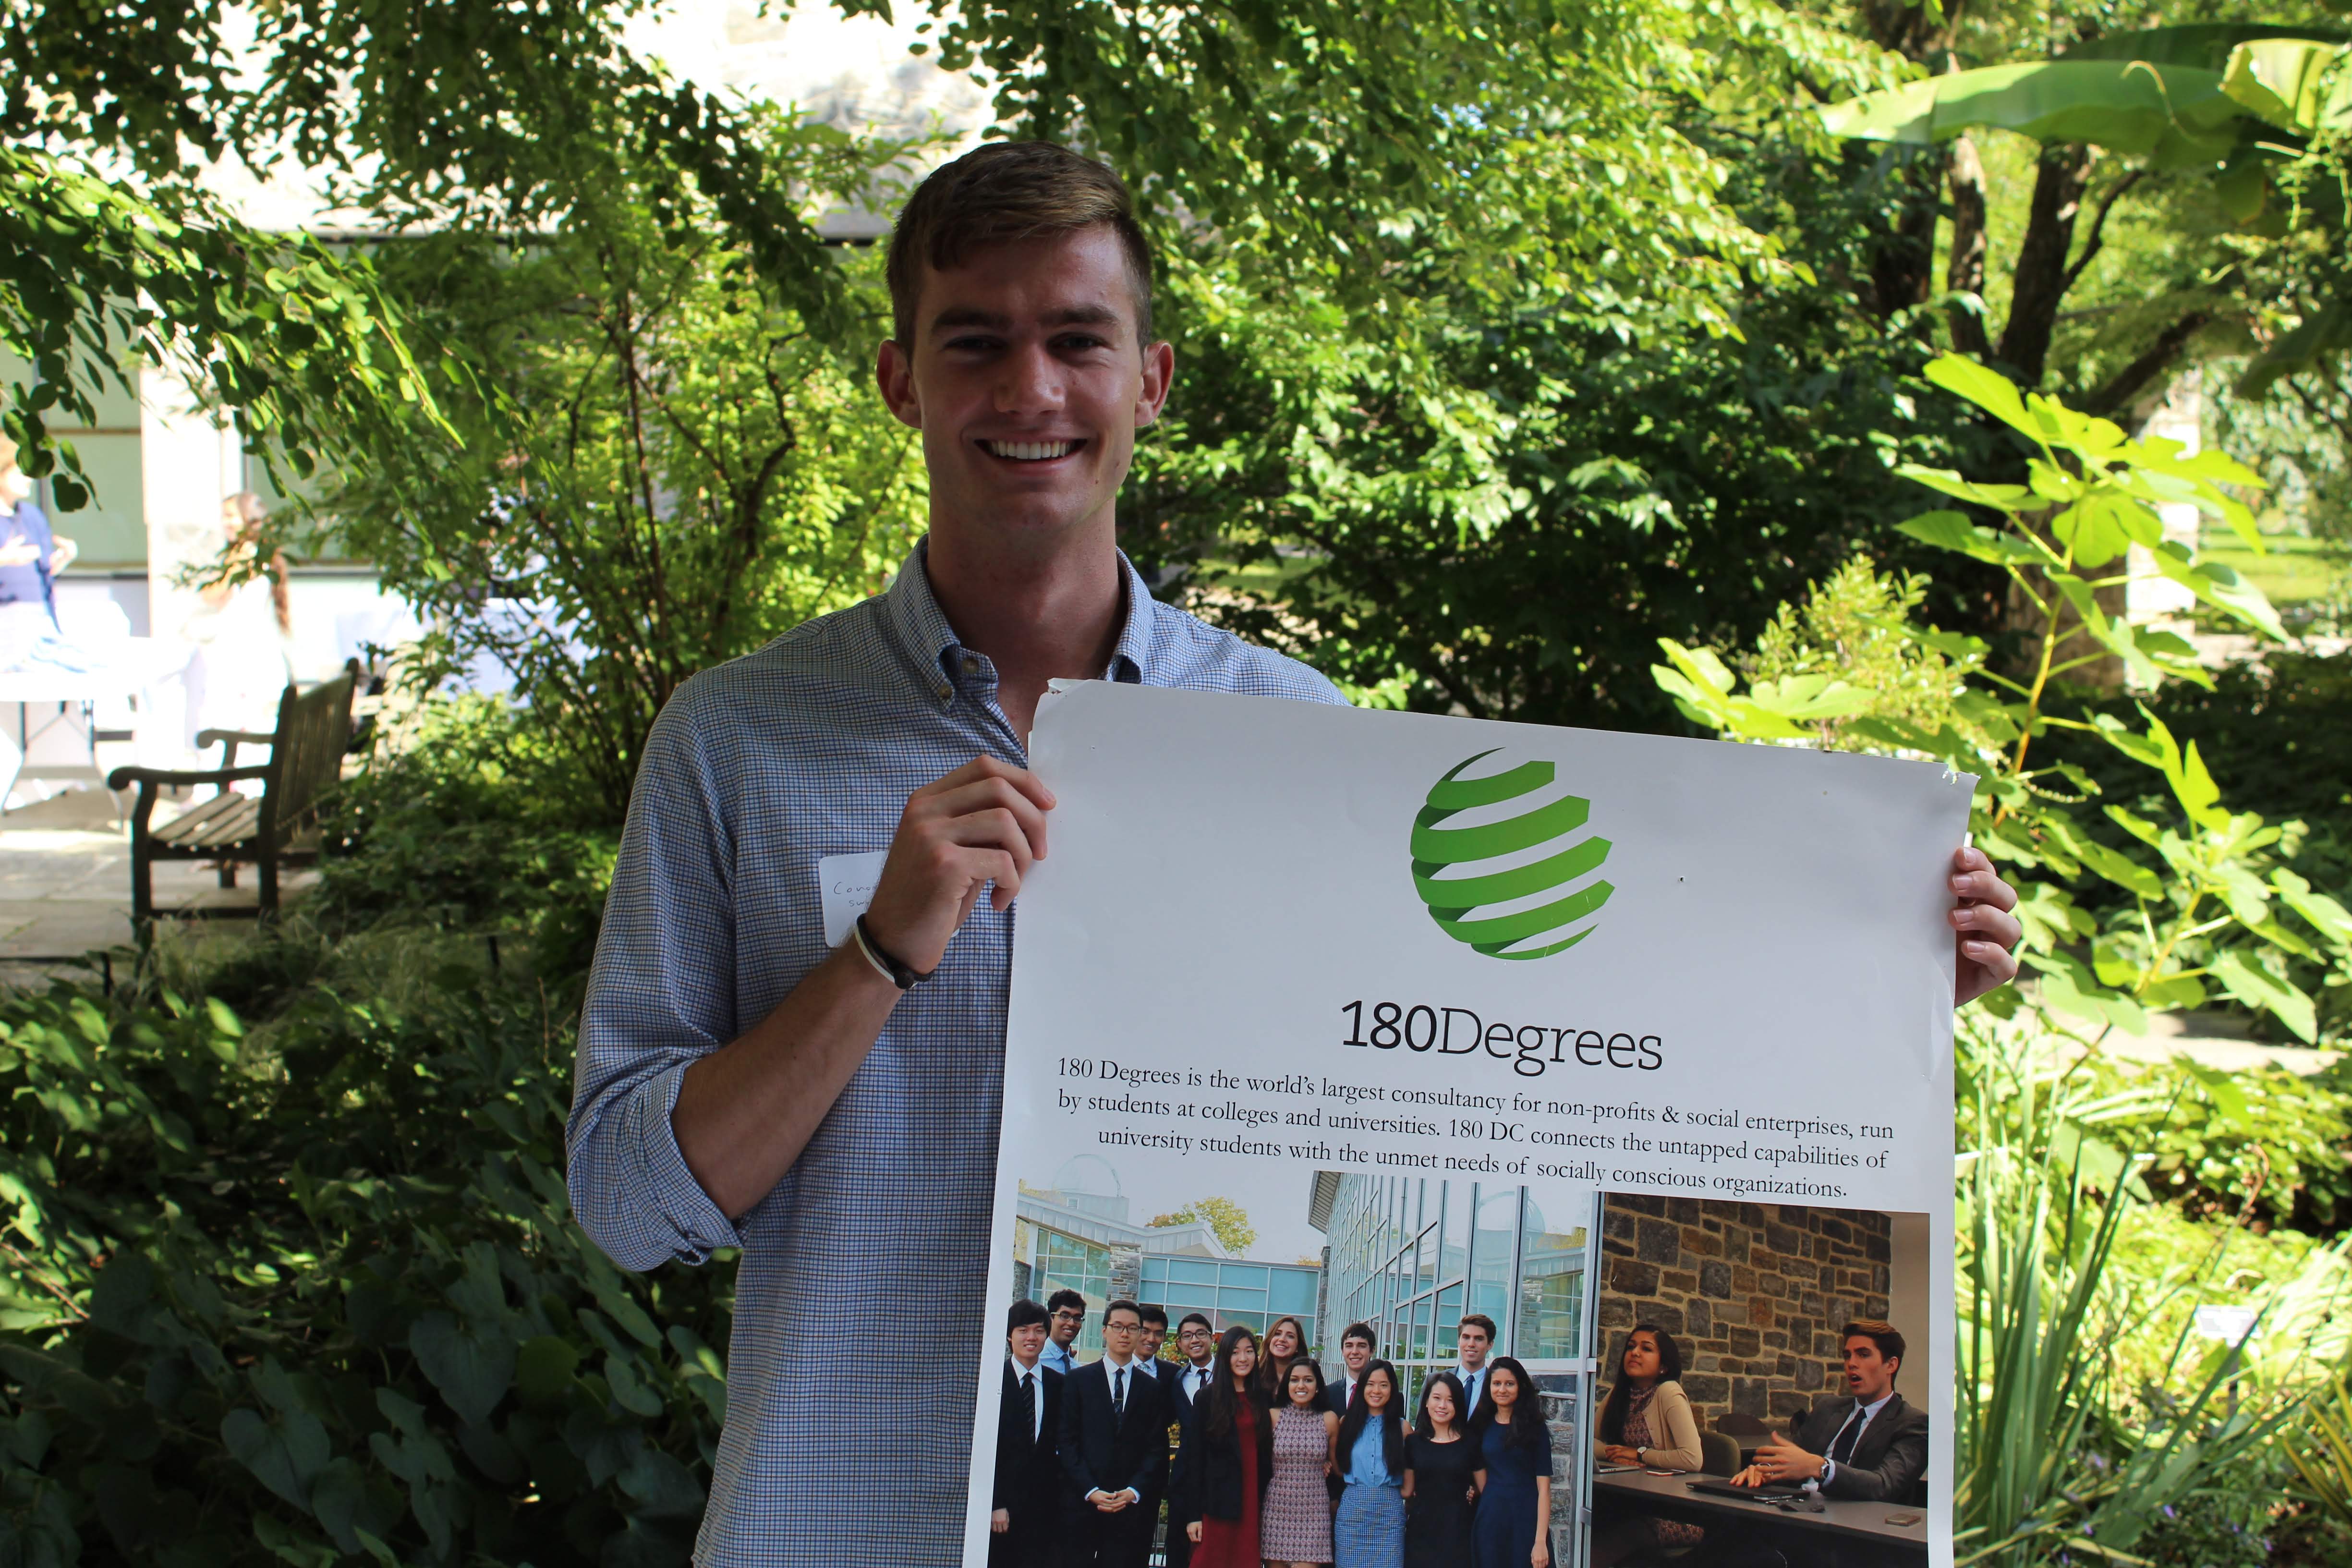 180Degrees
180 Degrees is the world's largest consultancy for non-profits & social enterprises, run
by students at colleges and universities. 180 DC connects the untapped capabilities of
university students with the unmet needs of socially conscious organizations.